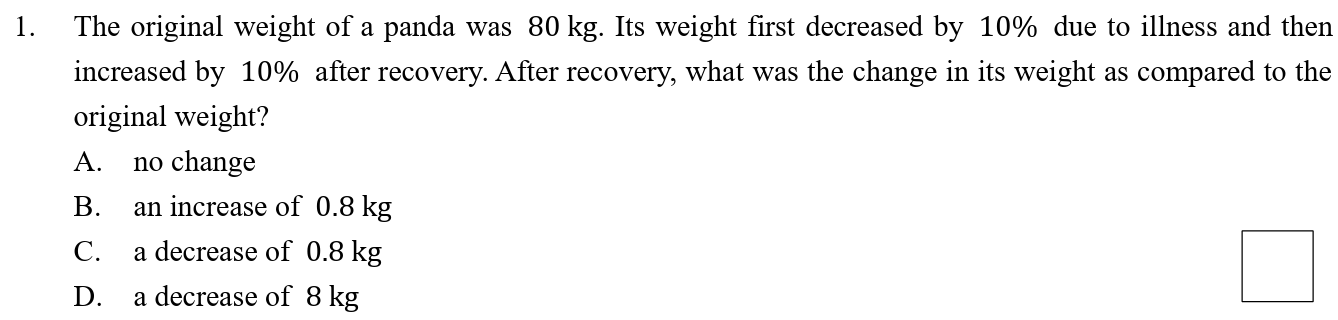 1. The original weight of a panda was 80 kg. Its weight first decreased by 10% due to illness and then
increased by 10% after recovery. After recovery, what was the change in its weight as compared to the
original weight?
A. no change
B. an increase of 0.8 kg
C. a decrease of 0.8 kg
D. a decrease of 8 kg